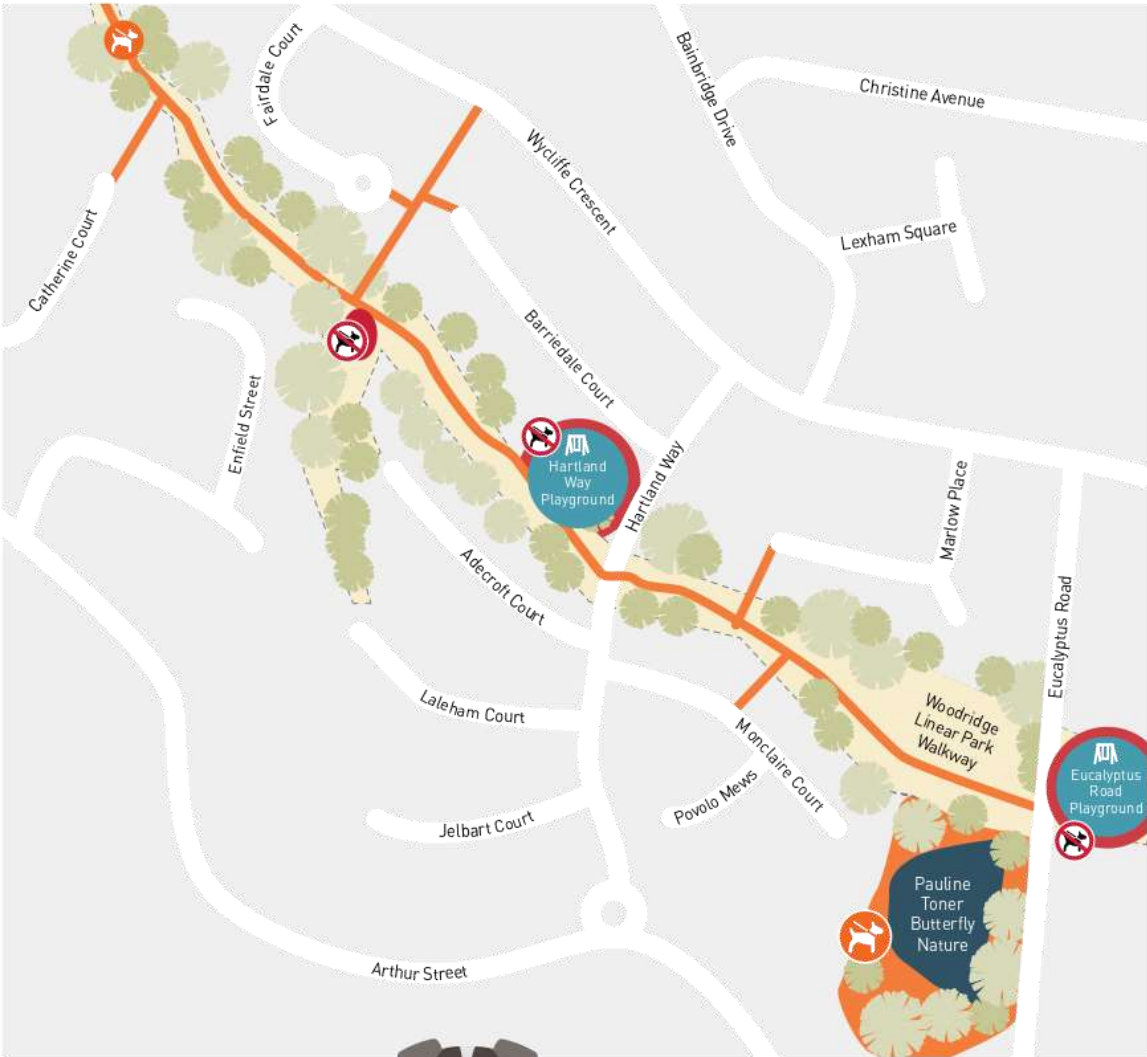 Fairdale Court
Bainbridge Drive
Christine Avenue
Wycliffe Crescent
Catherine Court
Lexham Square
Barriedale Court
Enfield Street
Hartland
Way
Playground
Hartland Way
Marlow Place
Adecroft Court
Eucalyptus Road
Laleham Court
Woodridge
Linear Park
Walkway
Monclaire Court
Povolo Mews
Eucalyptus
Road
Playground
Jelbart Court
Pauline
Toner
Butterfly
Nature
Arthur Street